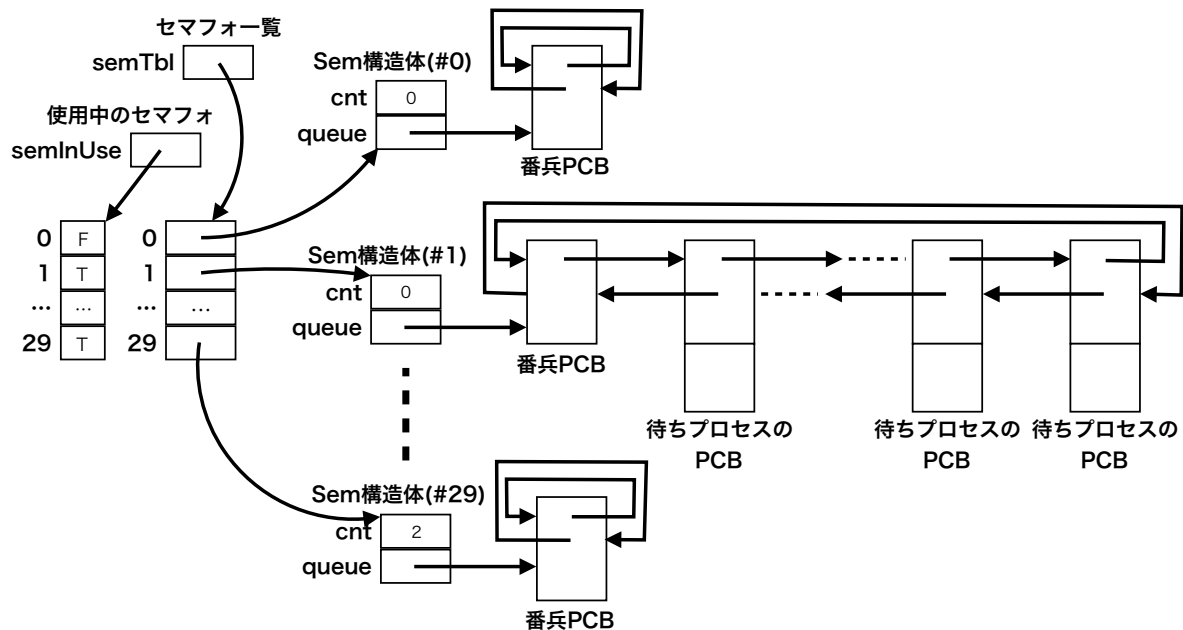 セマフォ一覧
semTbl
使用中のセマフォ
semInUse
0 F
1 T
... ...
29 T
0
1
... ...
29
Sem構造体(#0)
cnt 0
queue
番兵PCB
Sem構造体(#1)
cnt 0
queue
番兵PCB
待ちプロセスの
PCB
待ちプロセスの
PCB
待ちプロセスの
PCB
Sem構造体(#29)
cnt 2
queue
番兵PCB